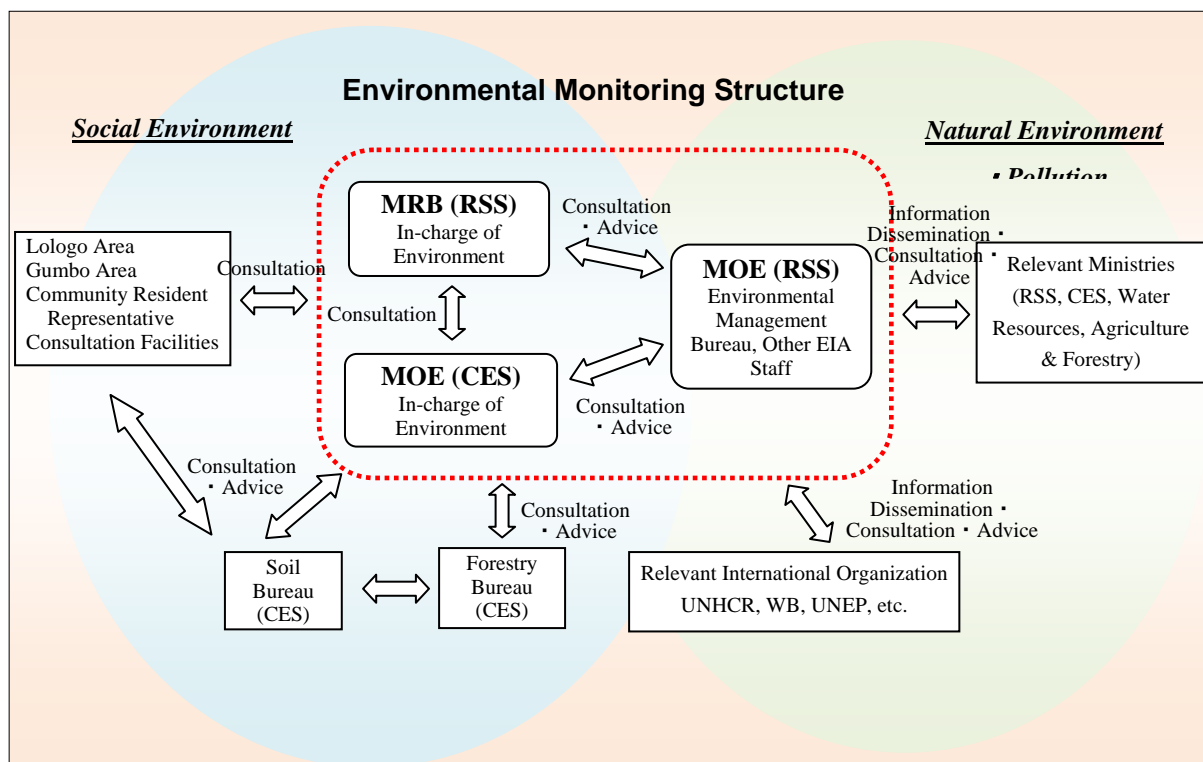 Environmental Monitoring Structure
Social Environment
Natural Environment
・Pollution
MRB (RSS)
In-charge of
Environment
Consultation
・Advice
Information
Dissemination・
Consultation・
Advice
Lologo Area
Gumbo Area
Community Resident
Representative
Consultation Facilities
Consultation
Consultation
MOE (RSS)
Environmental
Management
Bureau, Other EIA
Staff
Relevant Ministries
(RSS, CES, Water
Resources, Agriculture
& Forestry)
MOE (CES)
In-charge of
Environment
Consultation
・Advice
Consultation
・Advice
Consultation
・Advice
Information
Dissemination・
Consultation・Advice
Soil
Bureau
(CES)
Forestry
Bureau
(CES)
Relevant International Organization
UNHCR, WB, UNEP, etc.